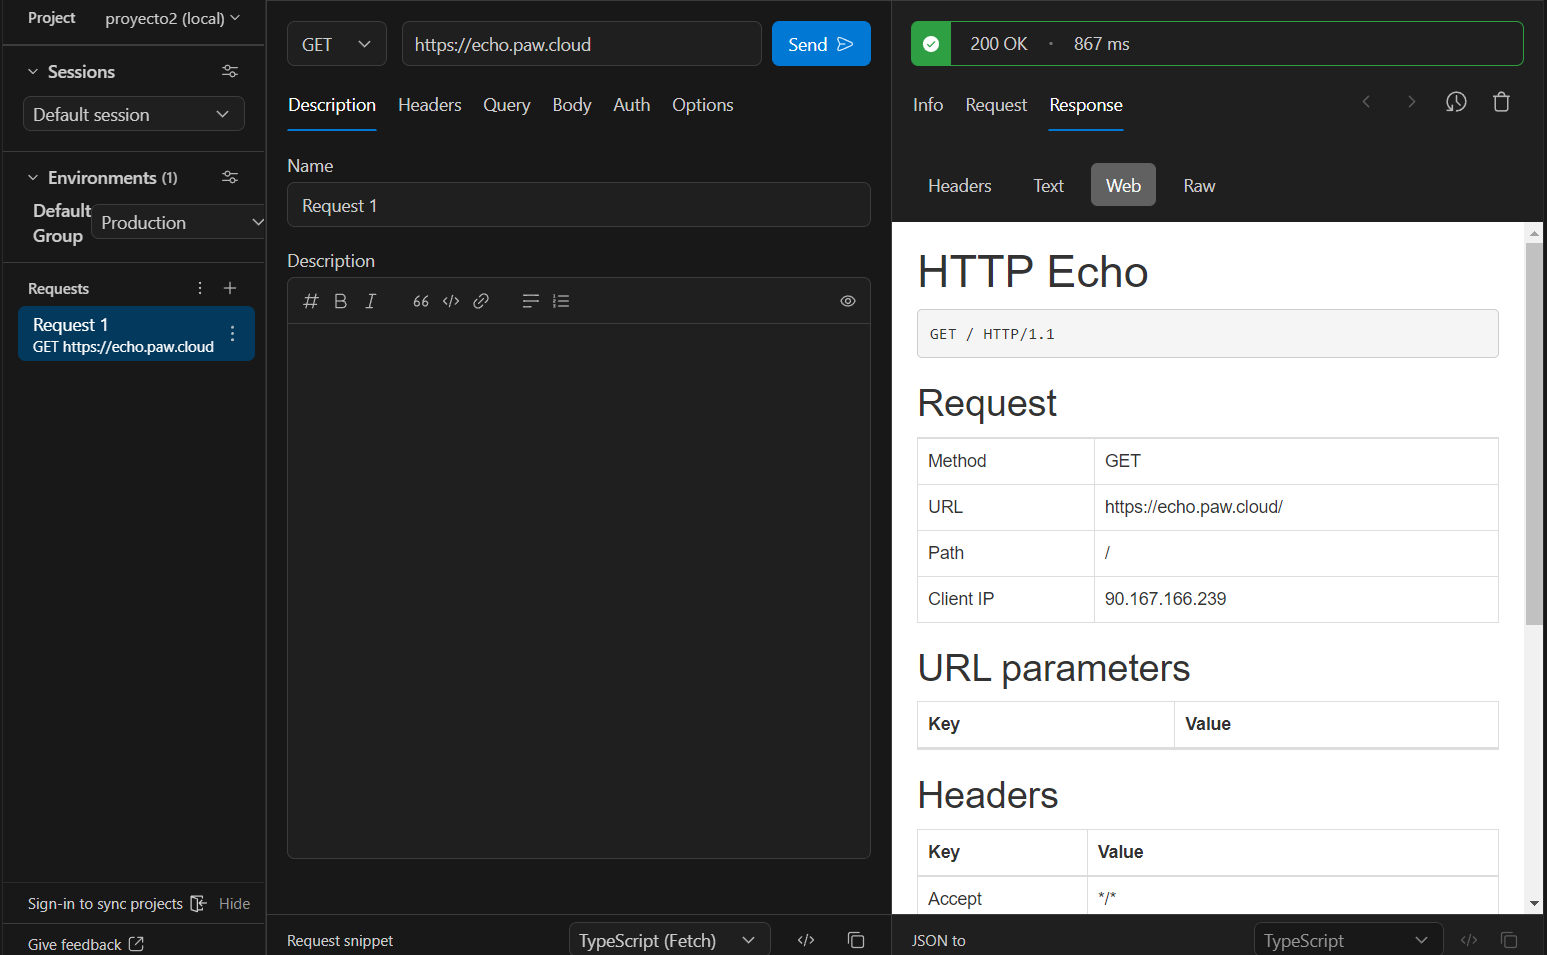 Project
proyecto2 (local)
Sessions
Default session
Environments (1)
Default
Group
Production
Requests
Request 1
GET https://echo.paw.cloud
Sign-in to sync projects
Hide
Give feedback
GET
https://echo.paw.cloud
Send
Description
Headers
Query
Body
Auth
Options
Name
Request 1
Description
Request snippet
TypeScript (Fetch)
200 OK · 867 ms
Info
Request
Response
Headers
Text
Web
Raw
HTTP Echo
GET / HTTP/1.1
Request
Method GET
URL https://echo.paw.cloud/
Path /
Client IP 90.167.166.239
URL parameters
Key Value
Headers
Key Value
Accept */*
JSON to
TypeScript